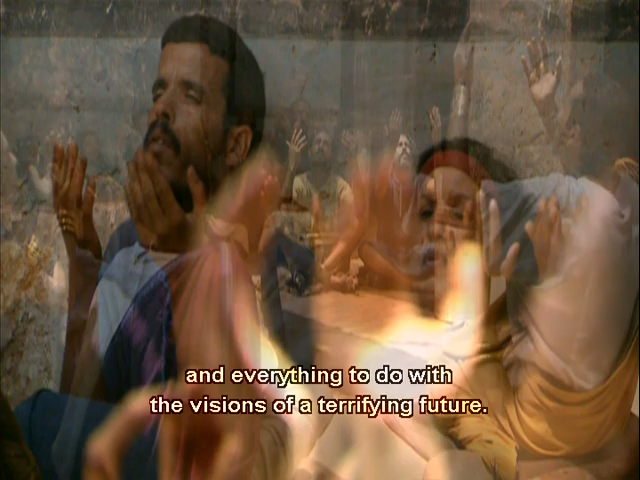 and everything to do with
the visions of a terrifying future.